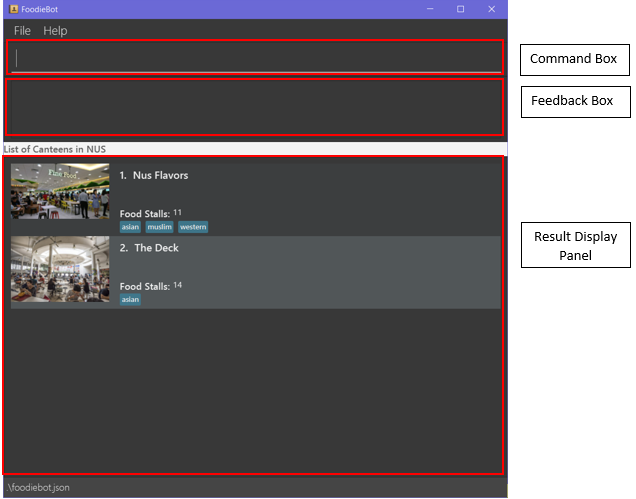 FoodieBot
File Help
Command Box
Feedback Box
List of Canteens in NUS
1. Nus Flavors
Food Stalls: 11
asian muslim western
2. The Deck
Food Stalls: 14
asian
Result Display
Panel
.\foodiebot.json